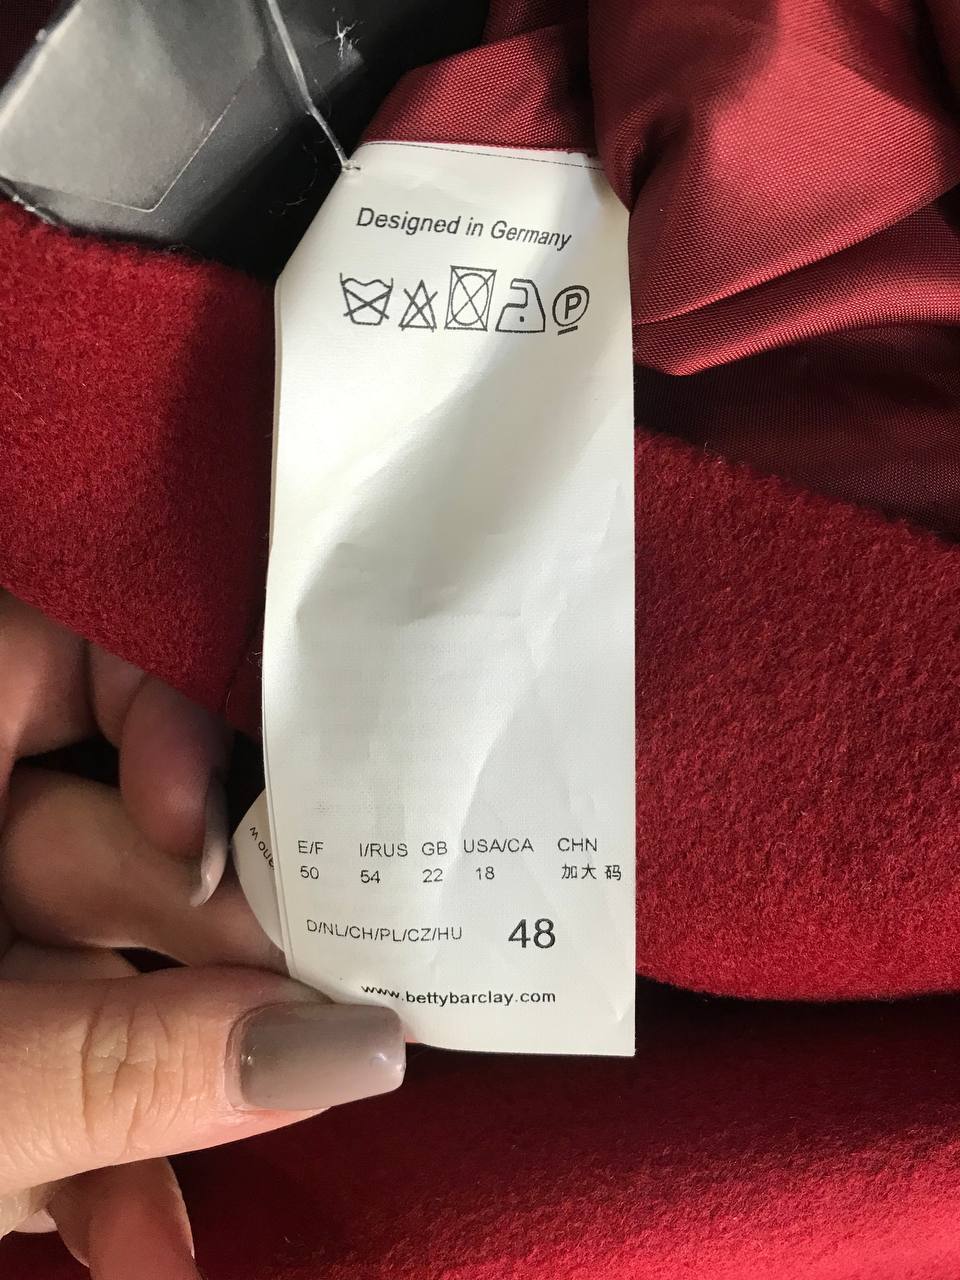 Designed in Germany
P
E/F I/RUS GB USA/CA CHN
50 54 22 18 加大码
D/NL/CH/PL/CZ/HU 48
www.bettybarclay.com